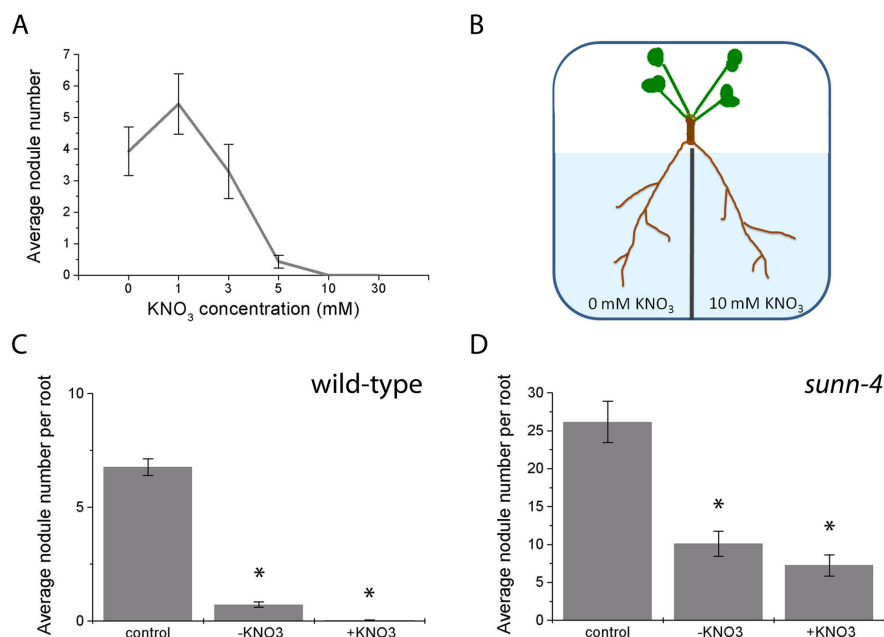 A
Average nodule number
7
6
5
4
3
2
1
0
0 1 3 5 10 30
KNO₃ concentration (mM)
B
0 mM KNO₃
10 mM KNO₃
C
wild-type
Average nodule number per root
10
5
0
*
*
control -KNO3 +KNO3
D
sunn-4
Average nodule number per root
30
25
20
15
10
5
0
*
*
control -KNO3 +KNO3